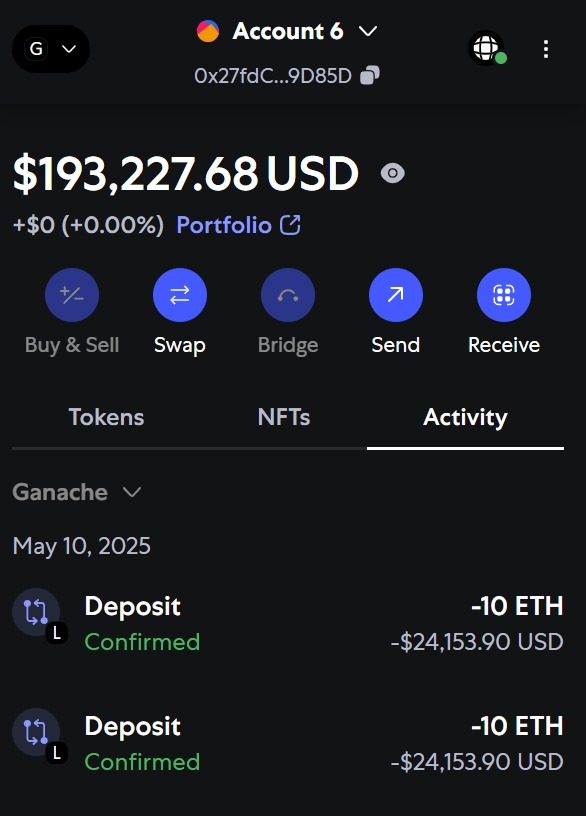 G
Account 6
0x27fdC...9D85D
$193,227.68 USD
+$0 (+0.00%) Portfolio
Buy & Sell
Swap
Bridge
Send
Receive
Tokens
NFTs
Activity
Ganache
May 10, 2025
Deposit
-10 ETH
L
Confirmed
-$24,153.90 USD
Deposit
-10 ETH
L
Confirmed
-$24,153.90 USD